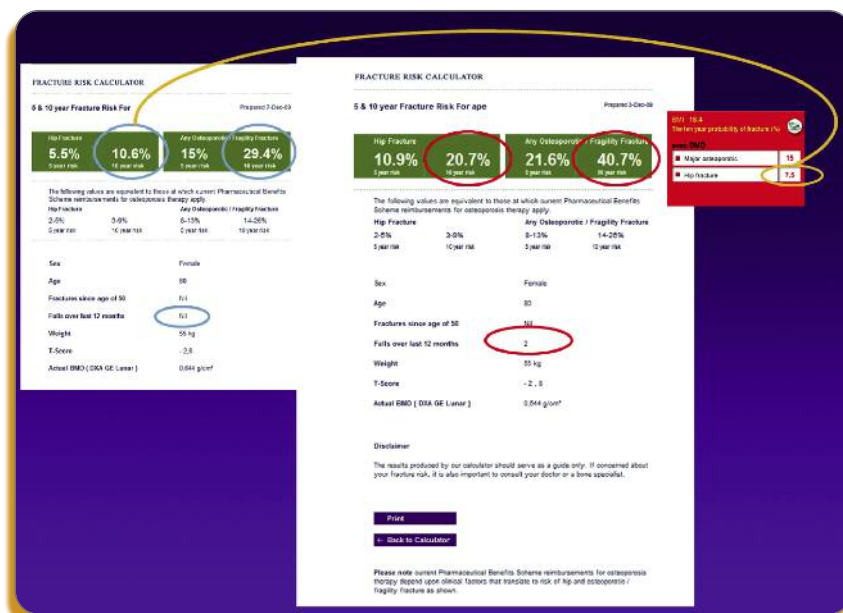 FRACTURE RISK CALCULATOR
5 & 10 year Fracture Risk For
Prepared 7-Dec-09
Hip Fracture
Any Osteoporotic / Fragility Fracture
5.5% 10.6% 15% 29.4%
5 year risk 10 year risk 5 year risk 10 year risk
The following values are equivalent to those at which current Pharmaceutical Benefits
Scheme reimbursements for osteoporosis therapy apply.
Hip Fracture Any Osteoporotic / Fragility Fracture
2-6% 3-9% 8-13% 14-26%
5 year risk 10 year risk 5 year risk 10 year risk
Sex Female
Age 80
Fractures since age of 50 Nil
Falls over last 12 months Nil
Weight 55 kg
T-Score - 2,8
Actual BMD ( DXA GE Lunar ) 0,644 g/cm²
FRACTURE RISK CALCULATOR
5 & 10 year Fracture Risk For ape
Prepared 3-Dec-09
Hip Fracture
Any Osteoporotic / Fragility Fracture
10.9% 20.7% 21.6% 40.7%
5 year risk 10 year risk 5 year risk 10 year risk
The following values are equivalent to those at which current Pharmaceutical Benefits
Scheme reimbursements for osteoporosis therapy apply.
Hip Fracture Any Osteoporotic / Fragility Fracture
2-6% 3-9% 8-13% 14-26%
5 year risk 10 year risk 5 year risk 10 year risk
Sex Female
Age 80
Fractures since age of 50 Nil
Falls over last 12 months 2
Weight 55 kg
T-Score - 2 , 8
Actual BMD ( DXA GE Lunar ) 0,644 g/cm²
Disclaimer
The results produced by our calculator should serve as a guide only. If concerned about
your fracture risk, it is also important to consult your doctor or a bone specialist.
Print
← Back to Calculator
Please note current Pharmaceutical Benefits Scheme reimbursements for osteoporosis
therapy depend upon clinical factors that translate to risk of hip and osteoporotic /
fragility fracture as shown.
BMI 18.4
The ten year probability of fracture (%)
BMD
Major osteoporotic 15
Hip fracture 7.5